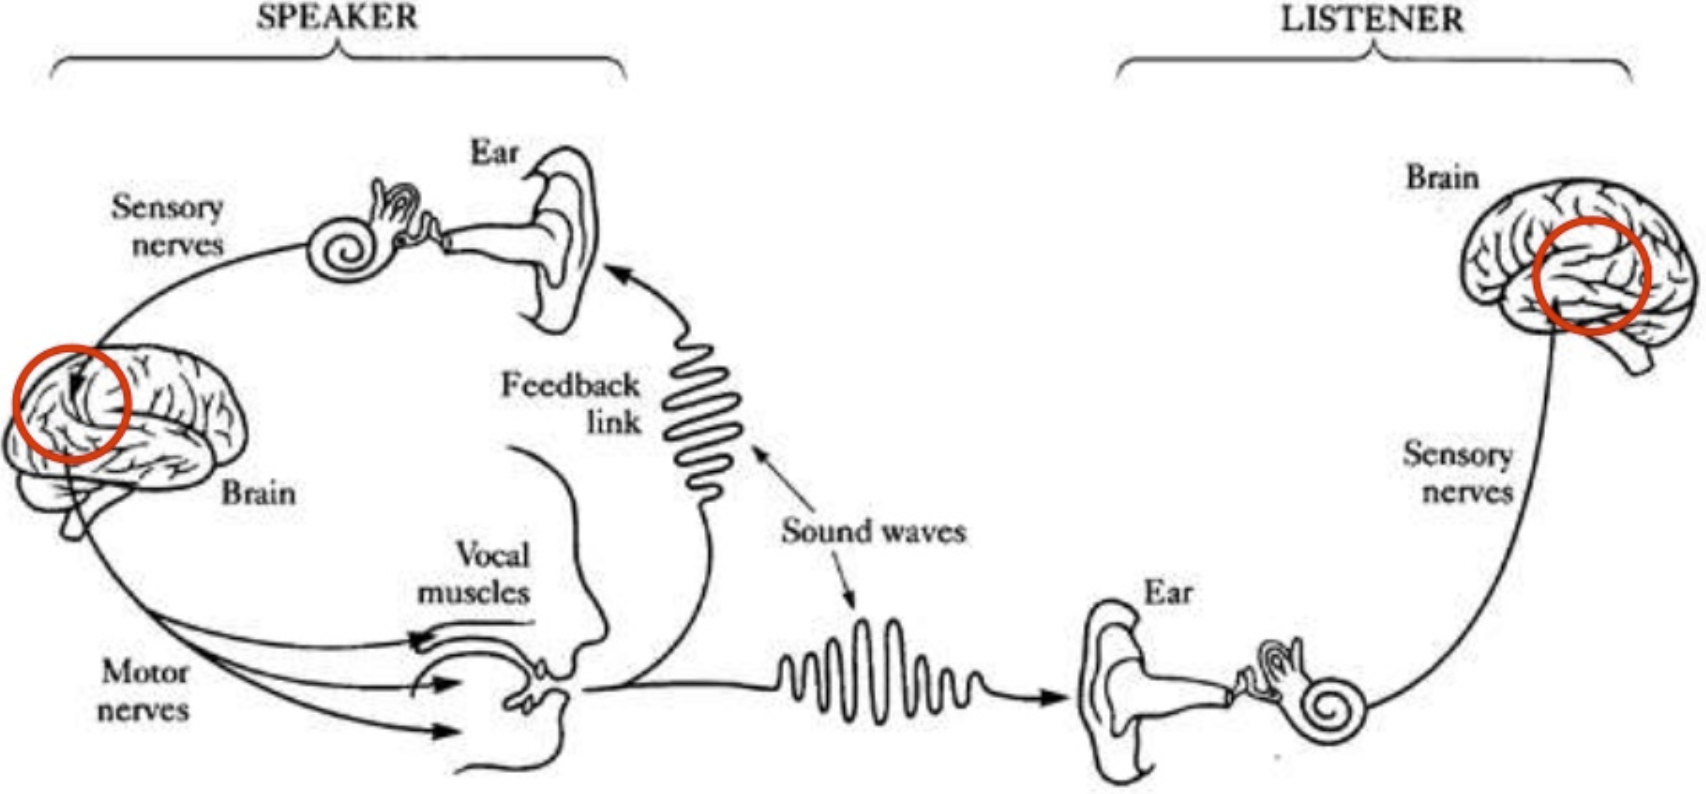 SPEAKER
LISTENER
Ear
Sensory
nerves
Brain
Feedback
link
Brain
Sound waves
Sensory
nerves
Vocal
muscles
Ear
Motor
nerves